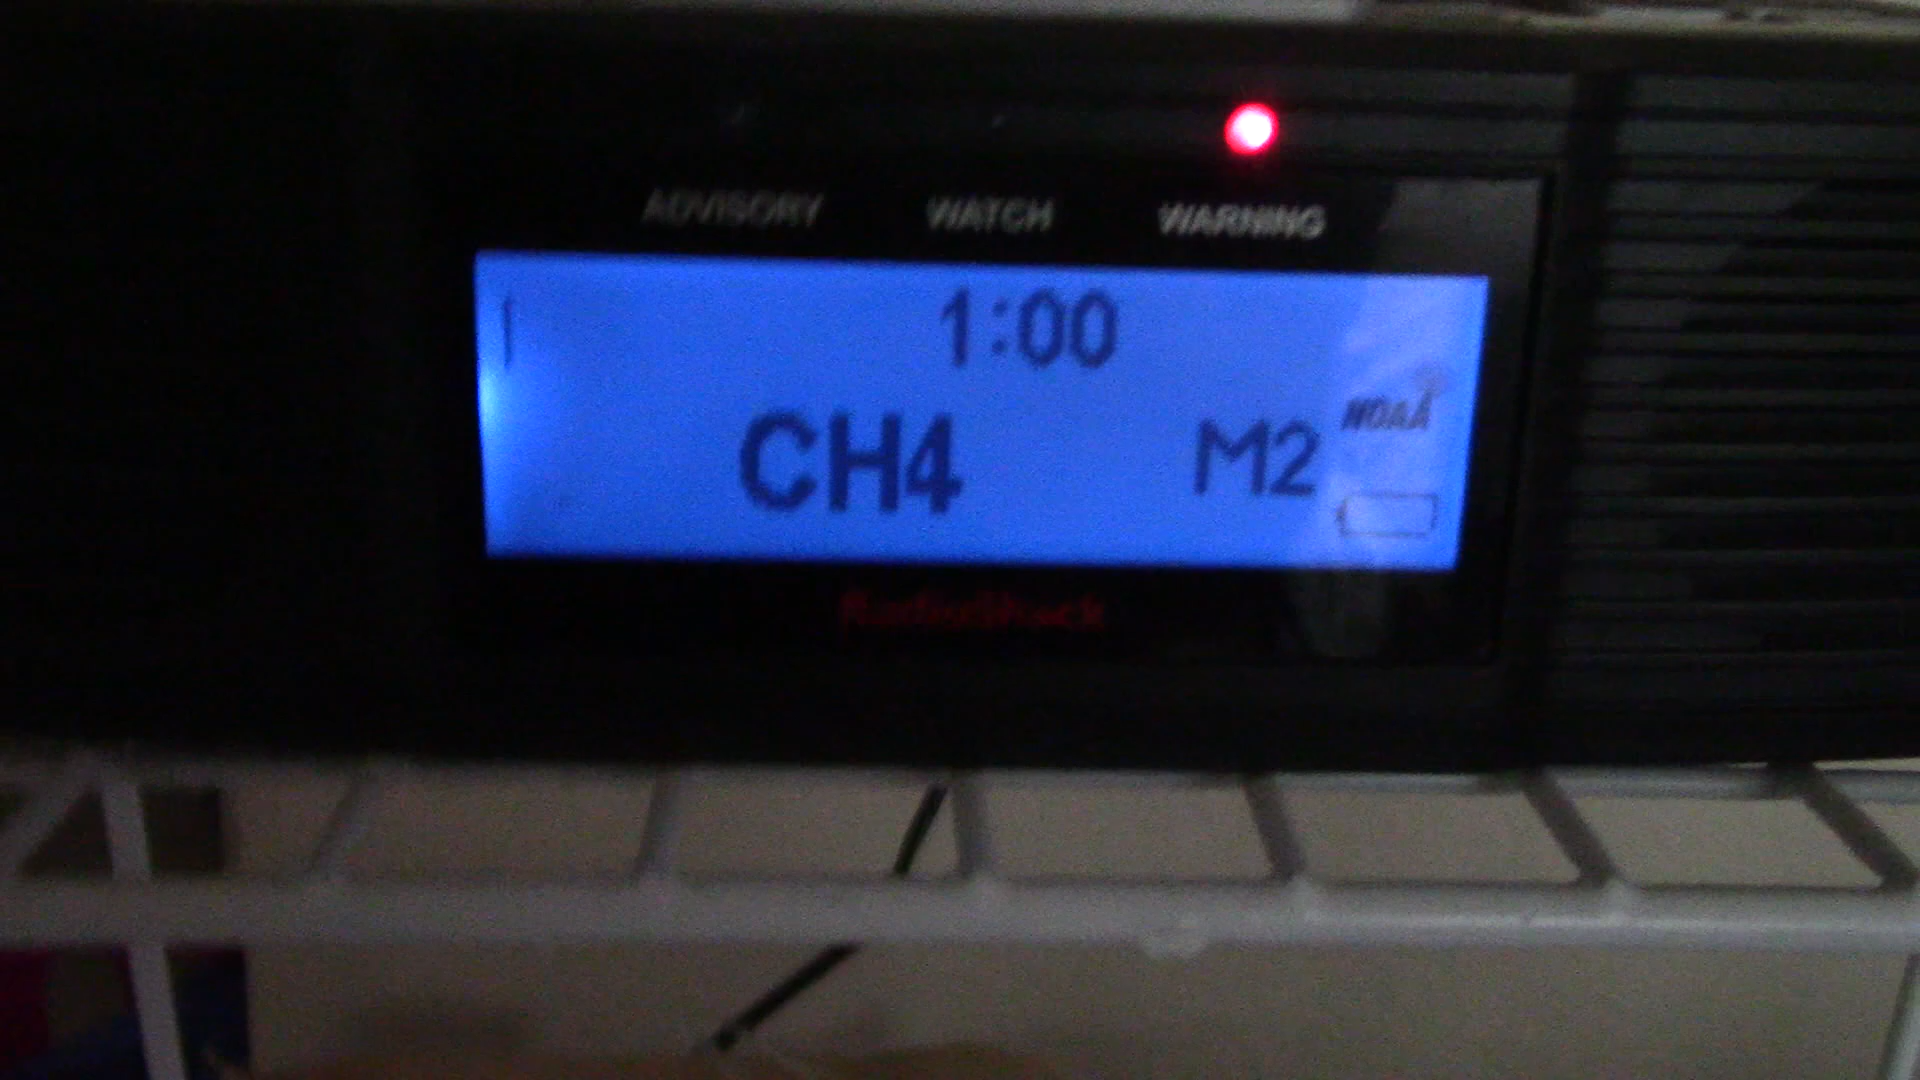 ADVISORY WATCH WARNING
1:00
CH4 M2
NOAA
RadioShack